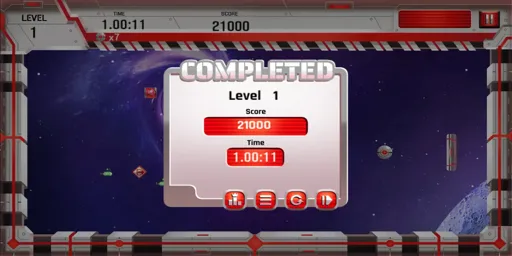 LEVEL
1
TIME
1.00:11
SCORE
21000
x7
COMPLETED
Level 1
Score
21000
Time
1.00:11